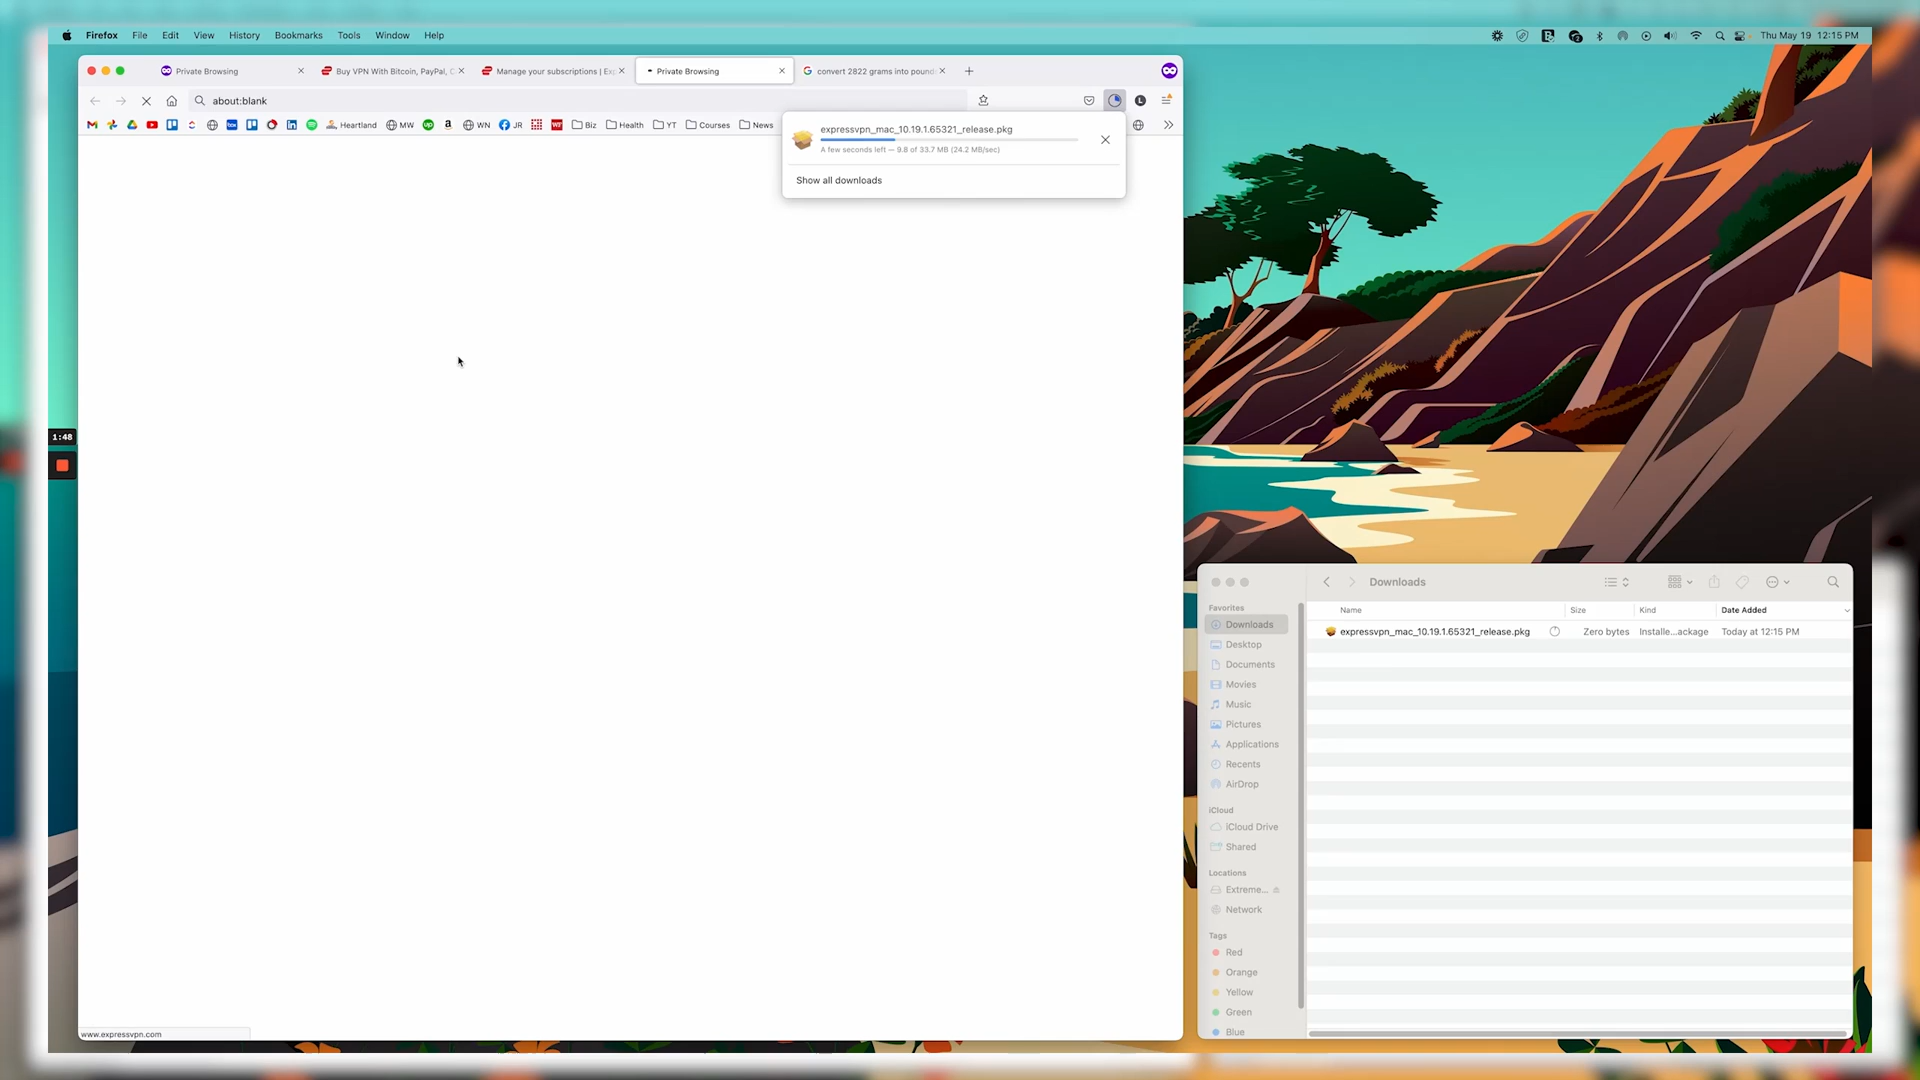 Firefox File Edit View History Bookmarks Tools Window Help
Thu May 19 12:15 PM
Private Browsing
Buy VPN With Bitcoin, PayPal, C
Manage your subscriptions | Exp
Private Browsing
convert 2822 grams into pound
about:blank
Heartland MW WN JR Biz Health YT Courses News
expressvpn_mac_10.19.1.65321_release.pkg
A few seconds left — 9.8 of 33.7 MB (24.2 MB/sec)
Show all downloads
1:48
www.expressvpn.com
Downloads
Name Size Kind Date Added
expressvpn_mac_10.19.1.65321_release.pkg Zero bytes Installe...ackage Today at 12:15 PM
Favorites
Downloads
Desktop
Documents
Movies
Music
Pictures
Applications
Recents
AirDrop
iCloud
iCloud Drive
Shared
Locations
Extreme...
Network
Tags
Red
Orange
Yellow
Green
Blue